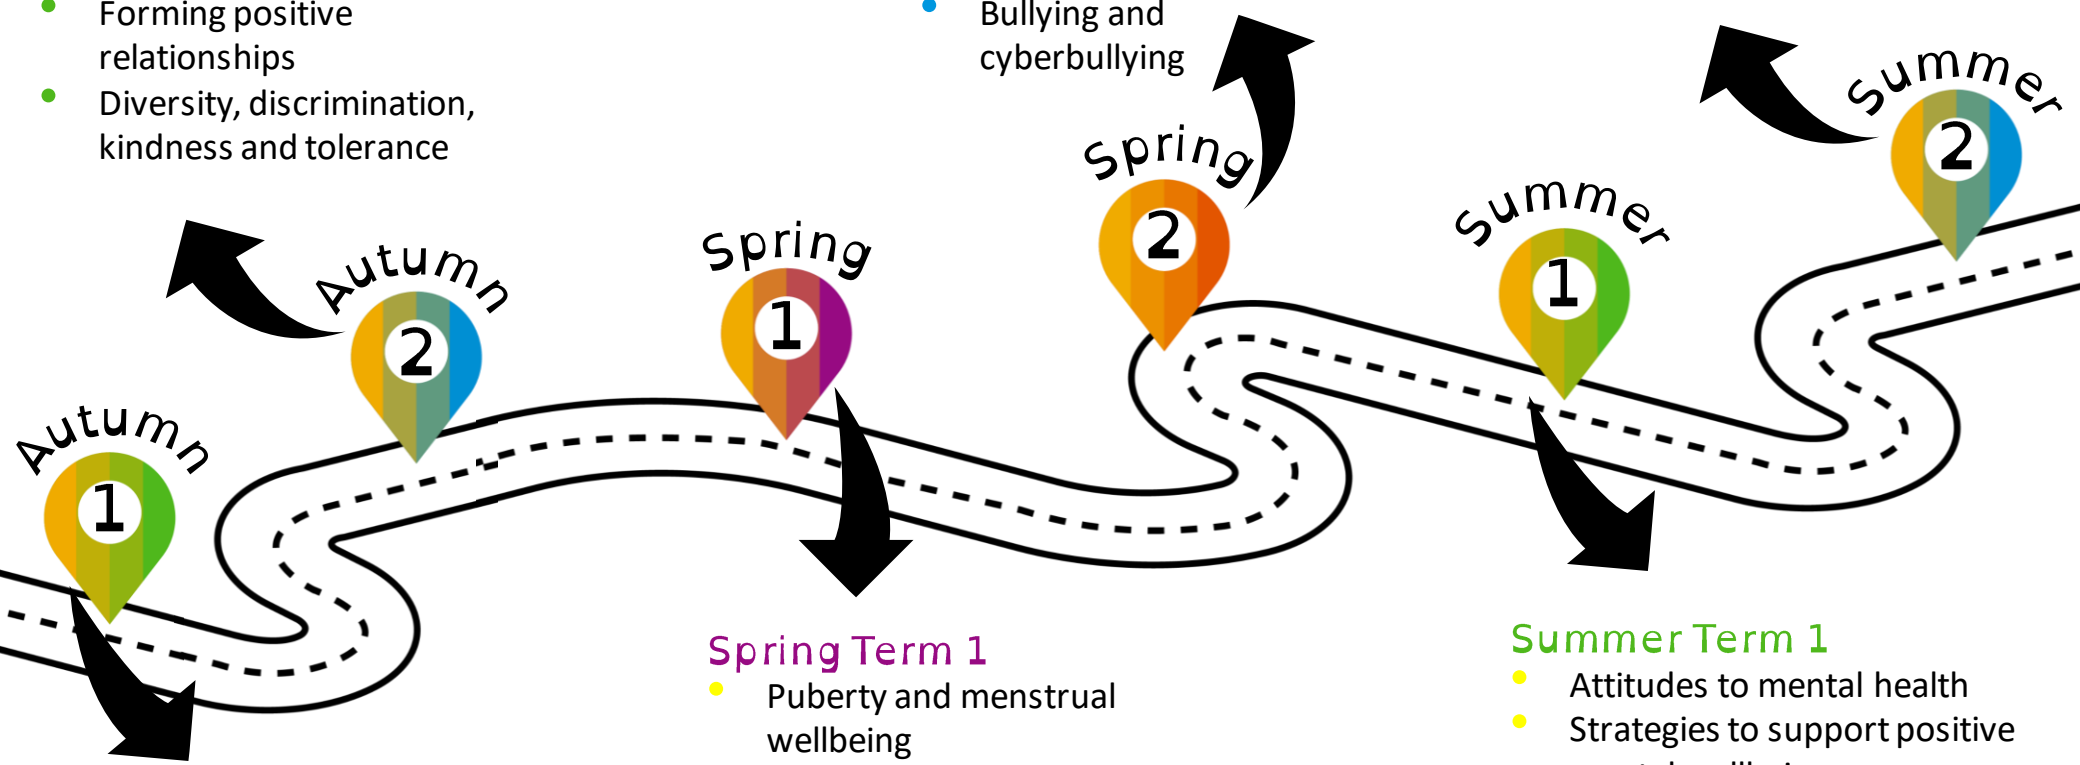 Forming positive
relationships
Diversity, discrimination,
kindness and tolerance
Bullying and
cyberbullying
Autumn
1
Autumn
2
Spring
1
Spring
2
Summer
1
Summer
2
Spring Term 1
Puberty and menstrual
wellbeing
Summer Term 1
Attitudes to mental health
Strategies to support positive